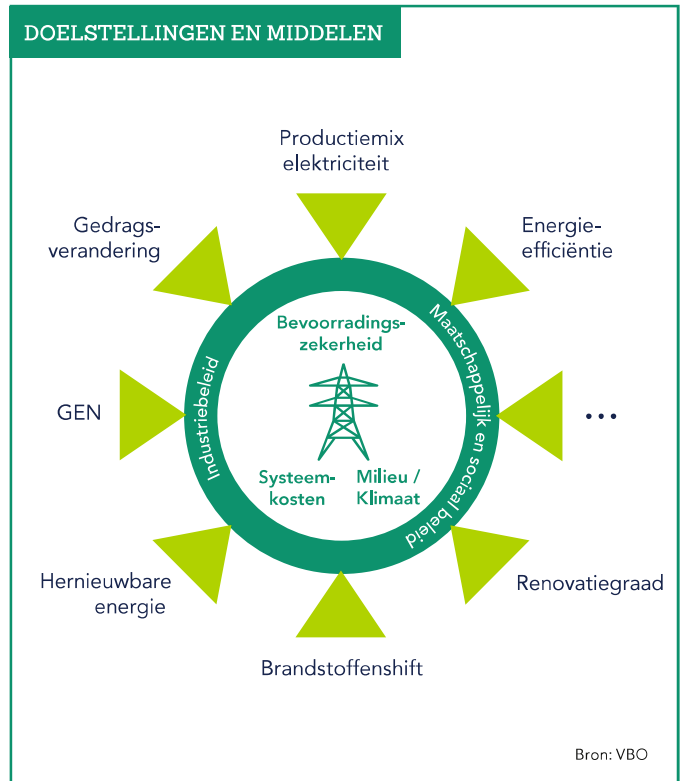 DOELSTELLINGEN EN MIDDELEN
Productiemix
elektriciteit
Gedrags-
verandering
Energie-
efficiëntie
Bevoorradings-
zekerheid
Industriebeleid
Maatschappelijk en sociaal beleid
GEN
...
Systeem-
kosten
Milieu /
Klimaat
Hernieuwbare
energie
Renovatiegraad
Brandstoffenshift
Bron: VBO